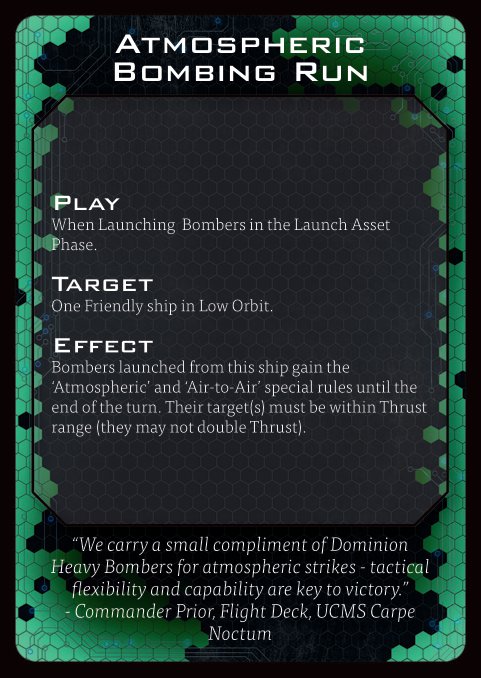 Atmospheric
Bombing Run
Play
When Launching  Bombers in the Launch Asset
Phase.
Target
One Friendly ship in Low Orbit.
Effect
Bombers launched from this ship gain the
‘Atmospheric’ and ‘Air-to-Air’ special rules until the
end of the turn. Their target(s) must be within Thrust
range (they may not double Thrust).
“We carry a small compliment of Dominion
Heavy Bombers for atmospheric strikes - tactical
flexibility and capability are key to victory.”
- Commander Prior, Flight Deck, UCMS Carpe
Noctum